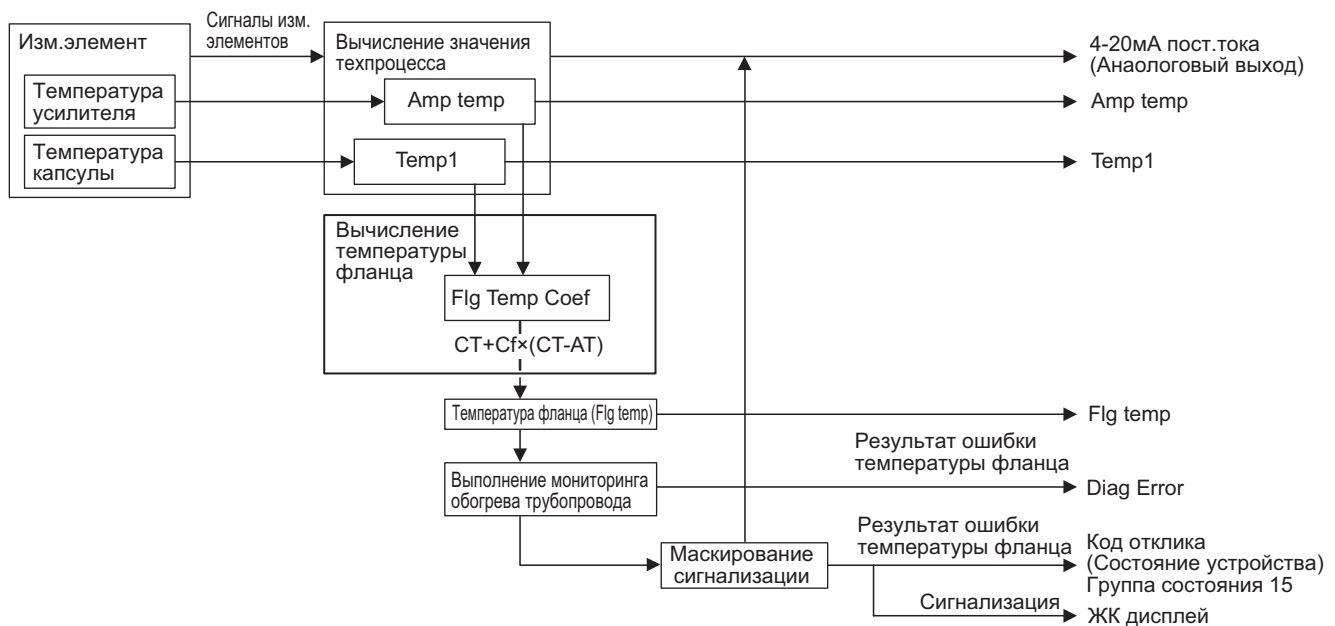 Изм.элемент
Сигналы изм.
элементов
Вычисление значения
техпроцесса
4-20мА пост.тока
(Анаологовый выход)
Температура
усилителя
Amp temp
Amp temp
Температура
капсулы
Temp1
Temp1
Вычисление
температуры
фланца
Flg Temp Coef
CT+Cf×(CT-AT)
Температура фланца (Flg temp)
Flg temp
Выполнение мониторинга
обогрева трубопровода
Результат ошибки
температуры фланца
Diag Error
Маскирование
сигнализации
Результат ошибки
температуры фланца
Код отклика
(Состояние устройства)
Группа состояния 15
Сигнализация
ЖК дисплей